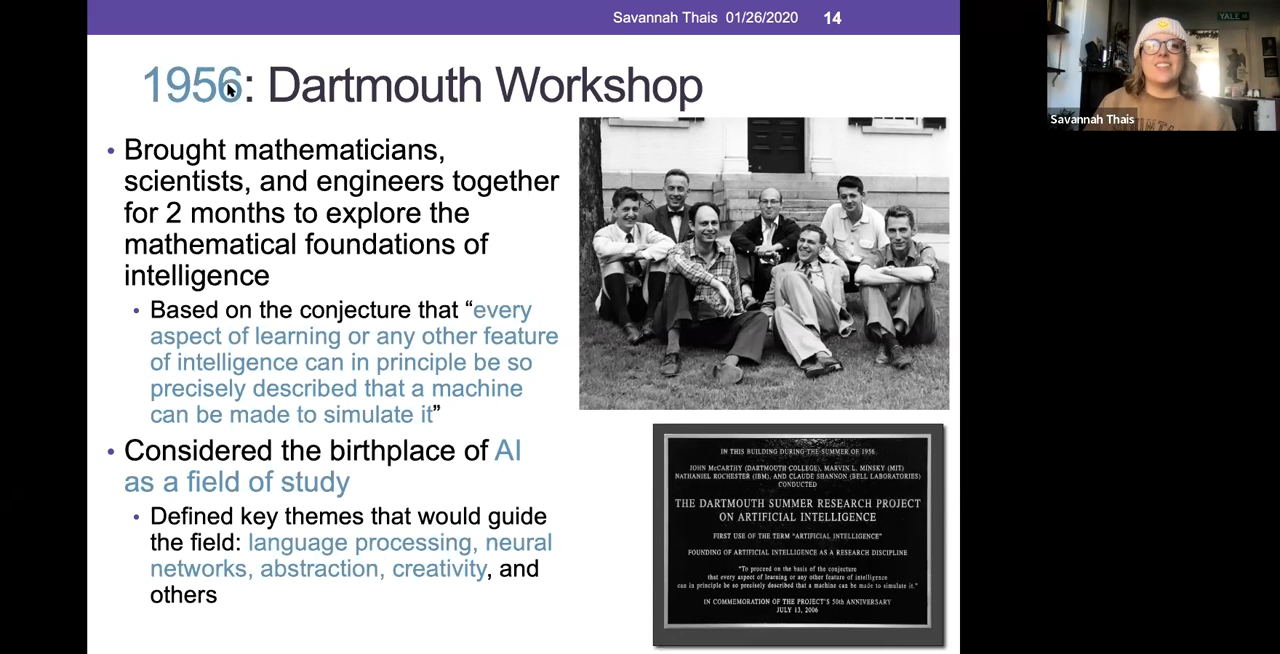 Savannah Thais 01/26/2020 14
YALE
1956: Dartmouth Workshop
Savannah Thais
• Brought mathematicians,
scientists, and engineers together
for 2 months to explore the
mathematical foundations of
intelligence
• Based on the conjecture that “every
aspect of learning or any other feature
of intelligence can in principle be so
precisely described that a machine
can be made to simulate it”
• Considered the birthplace of AI
as a field of study
• Defined key themes that would guide
the field: language processing, neural
networks, abstraction, creativity, and
others
IN THIS BUILDING DURING THE SUMMER OF 1956
JOHN McCARTHY (DARTMOUTH COLLEGE), MARVIN L. MINSKY (MIT)
NATHANIEL ROCHESTER (IBM), AND CLAUDE SHANNON (BELL LABORATORIES)
CONDUCTED
THE DARTMOUTH SUMMER RESEARCH PROJECT
ON ARTIFICIAL INTELLIGENCE
FIRST USE OF THE TERM "ARTIFICIAL INTELLIGENCE"
FOUNDING OF ARTIFICIAL INTELLIGENCE AS A RESEARCH DISCIPLINE
"To proceed on the basis of the conjecture
that every aspect of learning or any other feature of intelligence
can in principle be so precisely described that a machine can be made to simulate it."
IN COMMEMORATION OF THE PROJECT'S 50th ANNIVERSARY
JULY 13, 2006